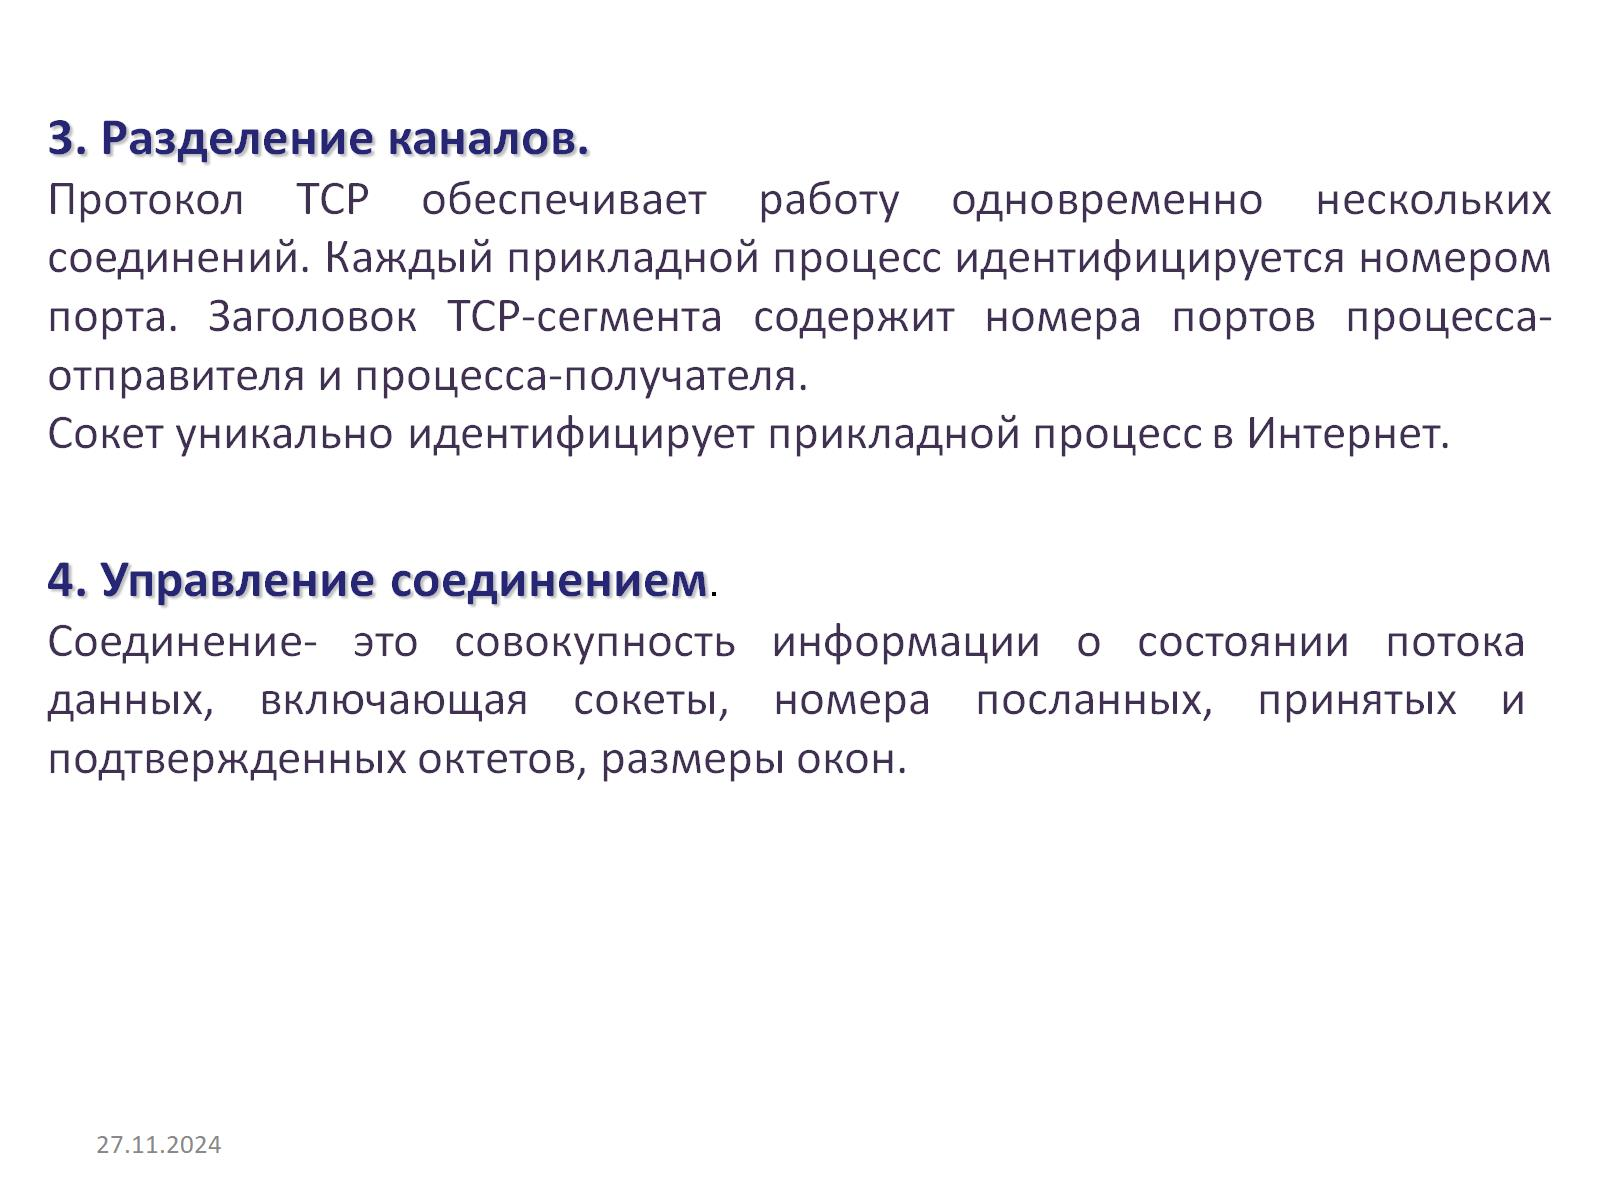 3. Разделение каналов.
Протокол TCP обеспечивает работу одновременно нескольких
соединений. Каждый прикладной процесс идентифицируется номером
порта. Заголовок TCP-сегмента содержит номера портов процесса-
отправителя и процесса-получателя.
Сокет уникально идентифицирует прикладной процесс в Интернет.
4. Управление соединением.
Соединение- это совокупность информации о состоянии потока
данных, включающая сокеты, номера посланных, принятых и
подтвержденных октетов, размеры окон.
27.11.2024